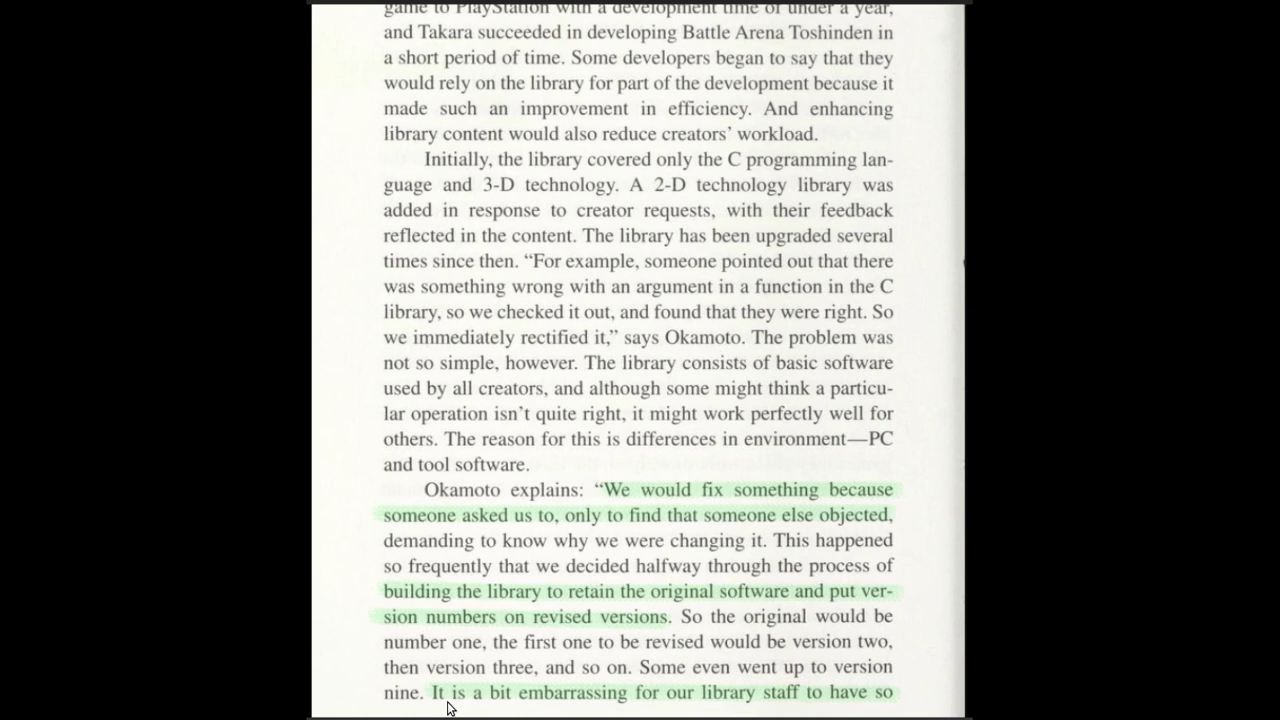 game to PlayStation with a development time of under a year,
and Takara succeeded in developing Battle Arena Toshinden in
a short period of time. Some developers began to say that they
would rely on the library for part of the development because it
made such an improvement in efficiency. And enhancing
library content would also reduce creators’ workload.
Initially, the library covered only the C programming lan-
guage and 3-D technology. A 2-D technology library was
added in response to creator requests, with their feedback
reflected in the content. The library has been upgraded several
times since then. “For example, someone pointed out that there
was something wrong with an argument in a function in the C
library, so we checked it out, and found that they were right. So
we immediately rectified it,” says Okamoto. The problem was
not so simple, however. The library consists of basic software
used by all creators, and although some might think a particu-
lar operation isn’t quite right, it might work perfectly well for
others. The reason for this is differences in environment—PC
and tool software.
Okamoto explains: “We would fix something because
someone asked us to, only to find that someone else objected,
demanding to know why we were changing it. This happened
so frequently that we decided halfway through the process of
building the library to retain the original software and put ver-
sion numbers on revised versions. So the original would be
number one, the first one to be revised would be version two,
then version three, and so on. Some even went up to version
nine. It is a bit embarrassing for our library staff to have so